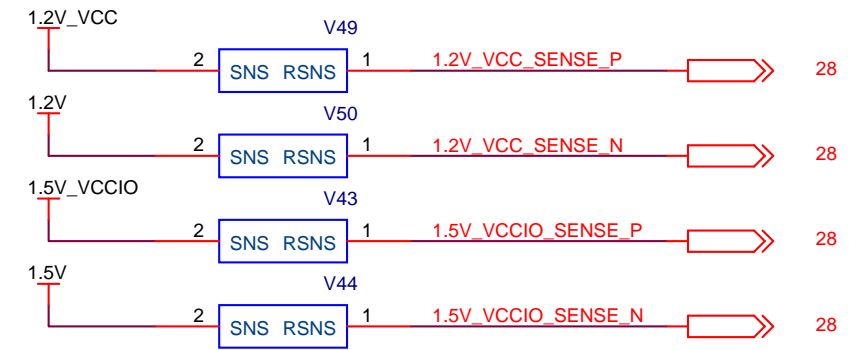 1.2V_VCC
V49
2 SNS RSNS 1 1.2V_VCC_SENSE_P 28
1.2V
V50
2 SNS RSNS 1 1.2V_VCC_SENSE_N 28
1.5V_VCCIO
V43
2 SNS RSNS 1 1.5V_VCCIO_SENSE_P 28
1.5V
V44
2 SNS RSNS 1 1.5V_VCCIO_SENSE_N 28